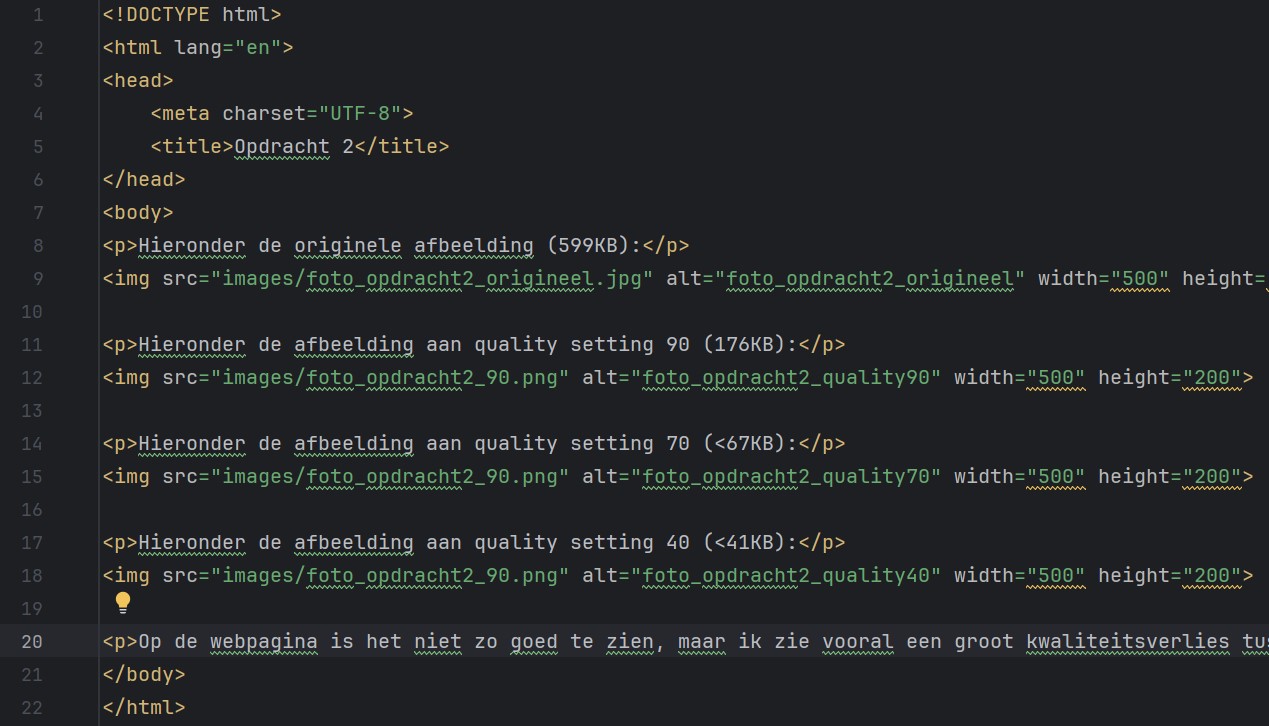 1 <!DOCTYPE html>
2 <html lang="en">
3 <head>
4 <meta charset="UTF-8">
5 <title>Opdracht 2</title>
6 </head>
7 <body>
8 <p>Hieronder de originele afbeelding (599KB):</p>
9 <img src="images/foto_opdracht2_origineel.jpg" alt="foto_opdracht2_origineel" width="500" height=
10
11 <p>Hieronder de afbeelding aan quality setting 90 (176KB):</p>
12 <img src="images/foto_opdracht2_90.png" alt="foto_opdracht2_quality90" width="500" height="200">
13
14 <p>Hieronder de afbeelding aan quality setting 70 (<67KB):</p>
15 <img src="images/foto_opdracht2_90.png" alt="foto_opdracht2_quality70" width="500" height="200">
16
17 <p>Hieronder de afbeelding aan quality setting 40 (<41KB):</p>
18 <img src="images/foto_opdracht2_90.png" alt="foto_opdracht2_quality40" width="500" height="200">
19
20 <p>Op de webpagina is het niet zo goed te zien, maar ik zie vooral een groot kwaliteitsverlies
21 </body>
22 </html>